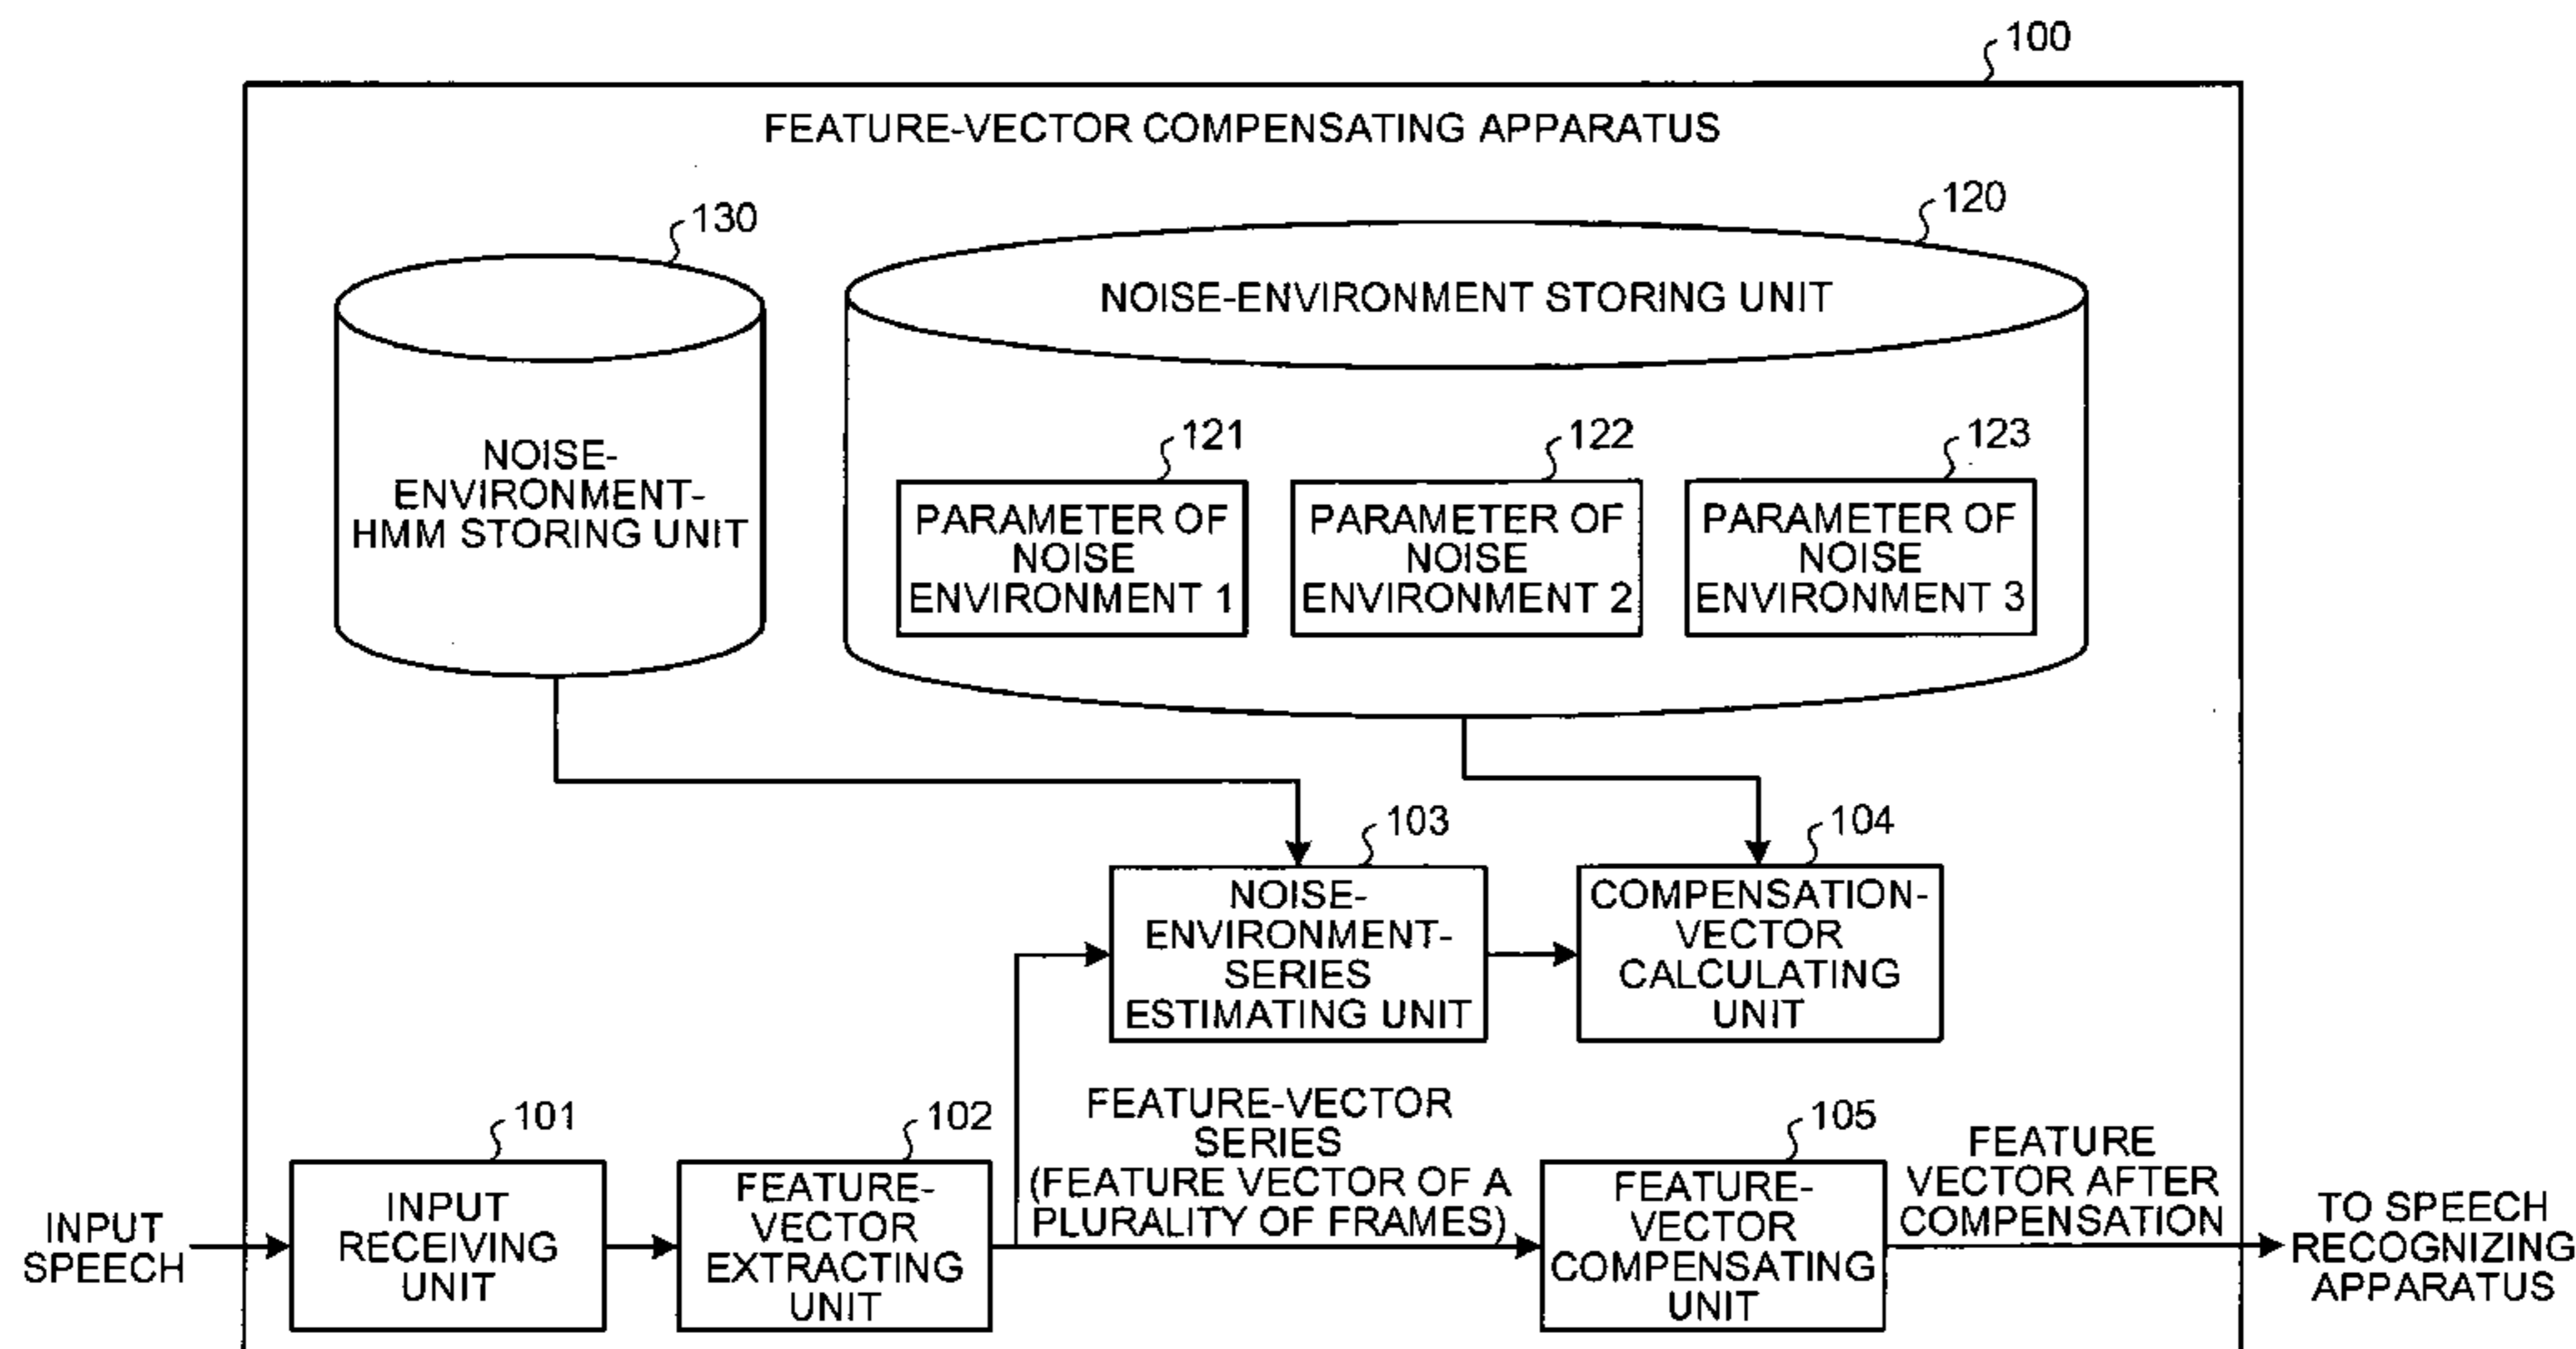 100
FEATURE-VECTOR COMPENSATING APPARATUS
130
120
NOISE-ENVIRONMENT STORING UNIT
NOISE-
ENVIRONMENT-
HMM STORING UNIT
121
122
123
PARAMETER OF
NOISE
ENVIRONMENT 1
PARAMETER OF
NOISE
ENVIRONMENT 2
PARAMETER OF
NOISE
ENVIRONMENT 3
103
104
NOISE-
ENVIRONMENT-
SERIES
ESTIMATING UNIT
COMPENSATION-
VECTOR
CALCULATING
UNIT
INPUT
SPEECH
101
INPUT
RECEIVING
UNIT
102
FEATURE-
VECTOR
EXTRACTING
UNIT
FEATURE-VECTOR
SERIES
(FEATURE VECTOR OF A
PLURALITY OF FRAMES)
105
FEATURE-
VECTOR
COMPENSATING
UNIT
FEATURE
VECTOR AFTER
COMPENSATION
TO SPEECH
RECOGNIZING
APPARATUS